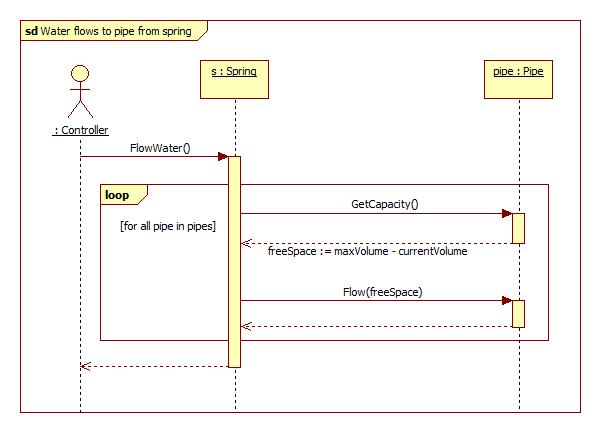 sd Water flows to pipe from spring
s : Spring
pipe : Pipe
: Controller
FlowWater()
loop
[for all pipe in pipes]
GetCapacity()
freeSpace := maxVolume - currentVolume
Flow(freeSpace)